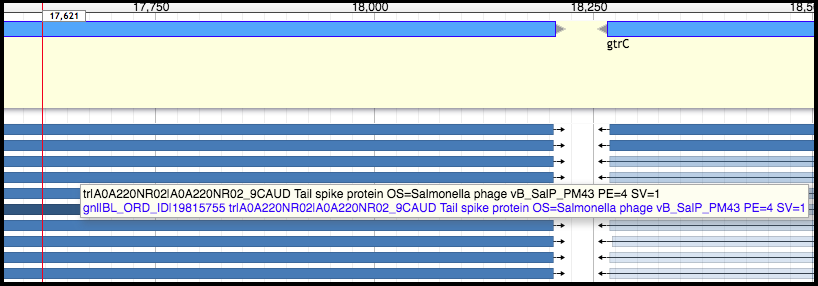 17,750 18,000 18,250 18,50
17,621
gtrC
tr|A0A220NR02|A0A220NR02_9CAUD Tail spike protein OS=Salmonella phage vB_SalP_PM43 PE=4 SV=1
gnl|BL_ORD_ID|19815755 tr|A0A220NR02|A0A220NR02_9CAUD Tail spike protein OS=Salmonella phage vB_SalP_PM43 PE=4 SV=1